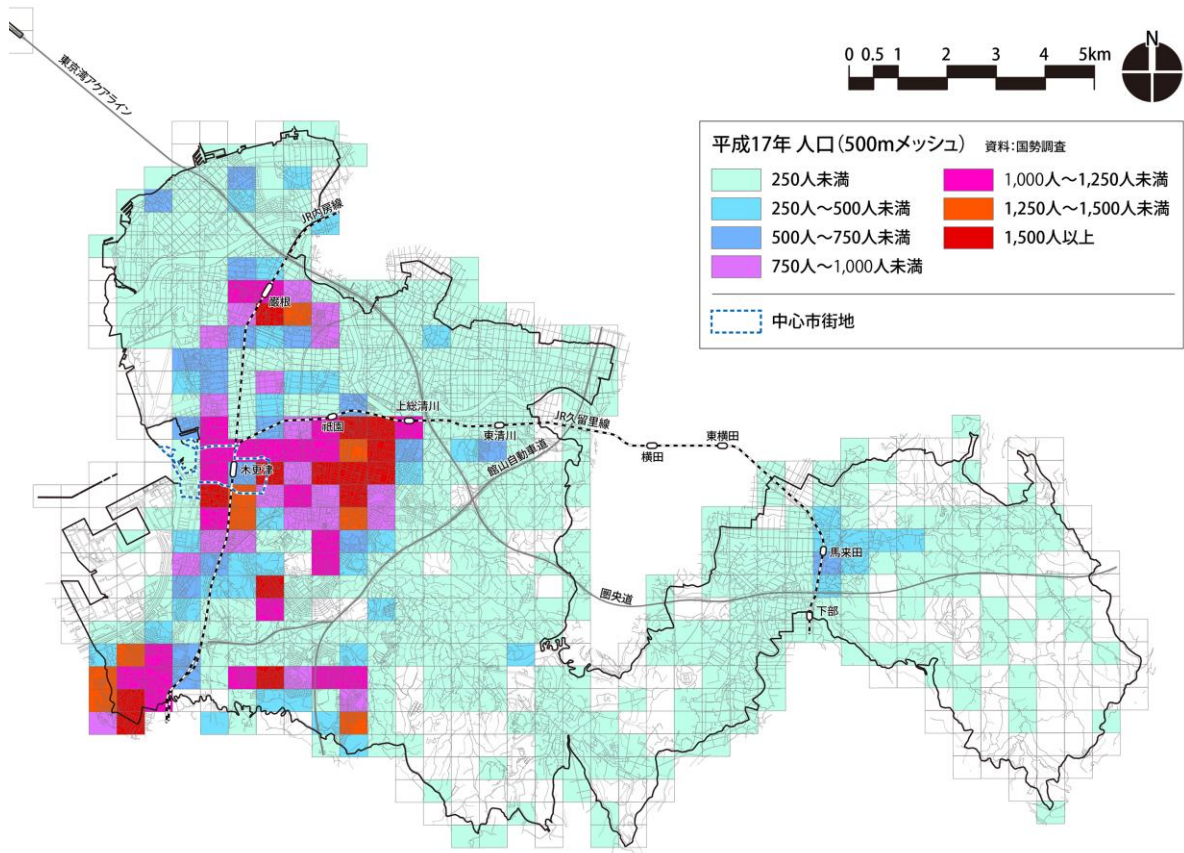 東京湾アクアライン
0 0.5 1 2 3 4 5km
N
平成17年 人口(500mメッシュ) 資料:国勢調査
250人未満
250人~500人未満
500人~750人未満
750人~1,000人未満
1,000人~1,250人未満
1,250人~1,500人未満
1,500人以上
中心市街地
JR内房線
巌根
祇園
上総清川
東清川
JR久留里線
横田
東横田
木更津
館山自動車道
馬来田
圏央道
下部